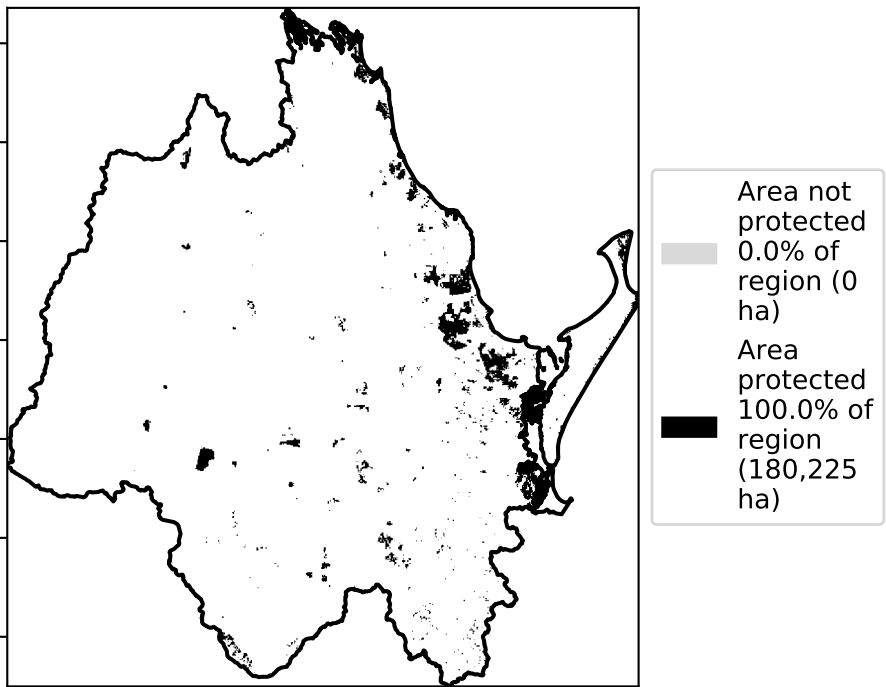 Area not
protected
0.0% of
region (0
ha)
Area
protected
100.0% of
region
(180,225
ha)